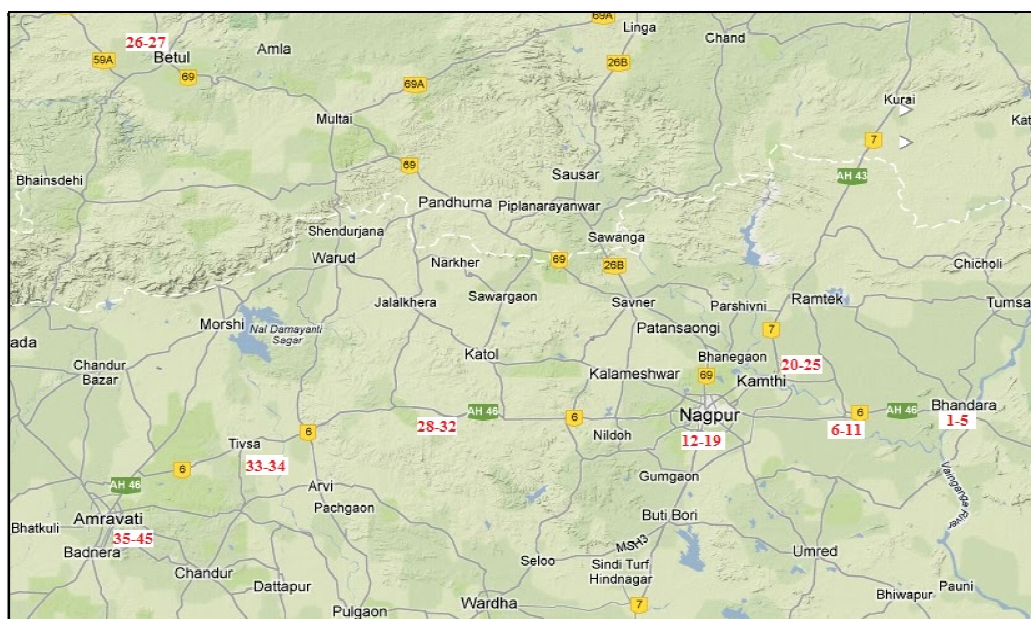 69A
Linga
Chand
26-27
Betul
Amla
59A
69
69A
26B
Kurai
Kat
Multai
7
69
Sausar
AH 43
Bhainsdehi
Pandhurna
Piplanarayanwar
Shendurjana
Sawanga
Warud
Narkher
69
26B
Chicholi
Jalalkhera
Sawargaon
Savner
Parshivni
Ramtek
Tumsa
Morshi
Nal Damayanti
Sagar
Patansaongi
7
ada
Katol
Bhanegaon
Chandur
Bazar
Kalameshwar
69
Kamthi
20-25
AH 46
6
Nagpur
6
AH 46
Bhandara
28-32
6-11
1-5
6
Nildoh
12-19
Tivsa
33-34
6
Gumgaon
AH 46
Arvi
Vainganga River
Pachgaon
Amravati
Bhatkuli
Buti Bori
35-45
Badnera
MSH3
Umred
Seloo
Sindi Turf
Hindnagar
Chandur
Dattapur
Pauni
Bhiwapur
Wardha
7
Pulgaon